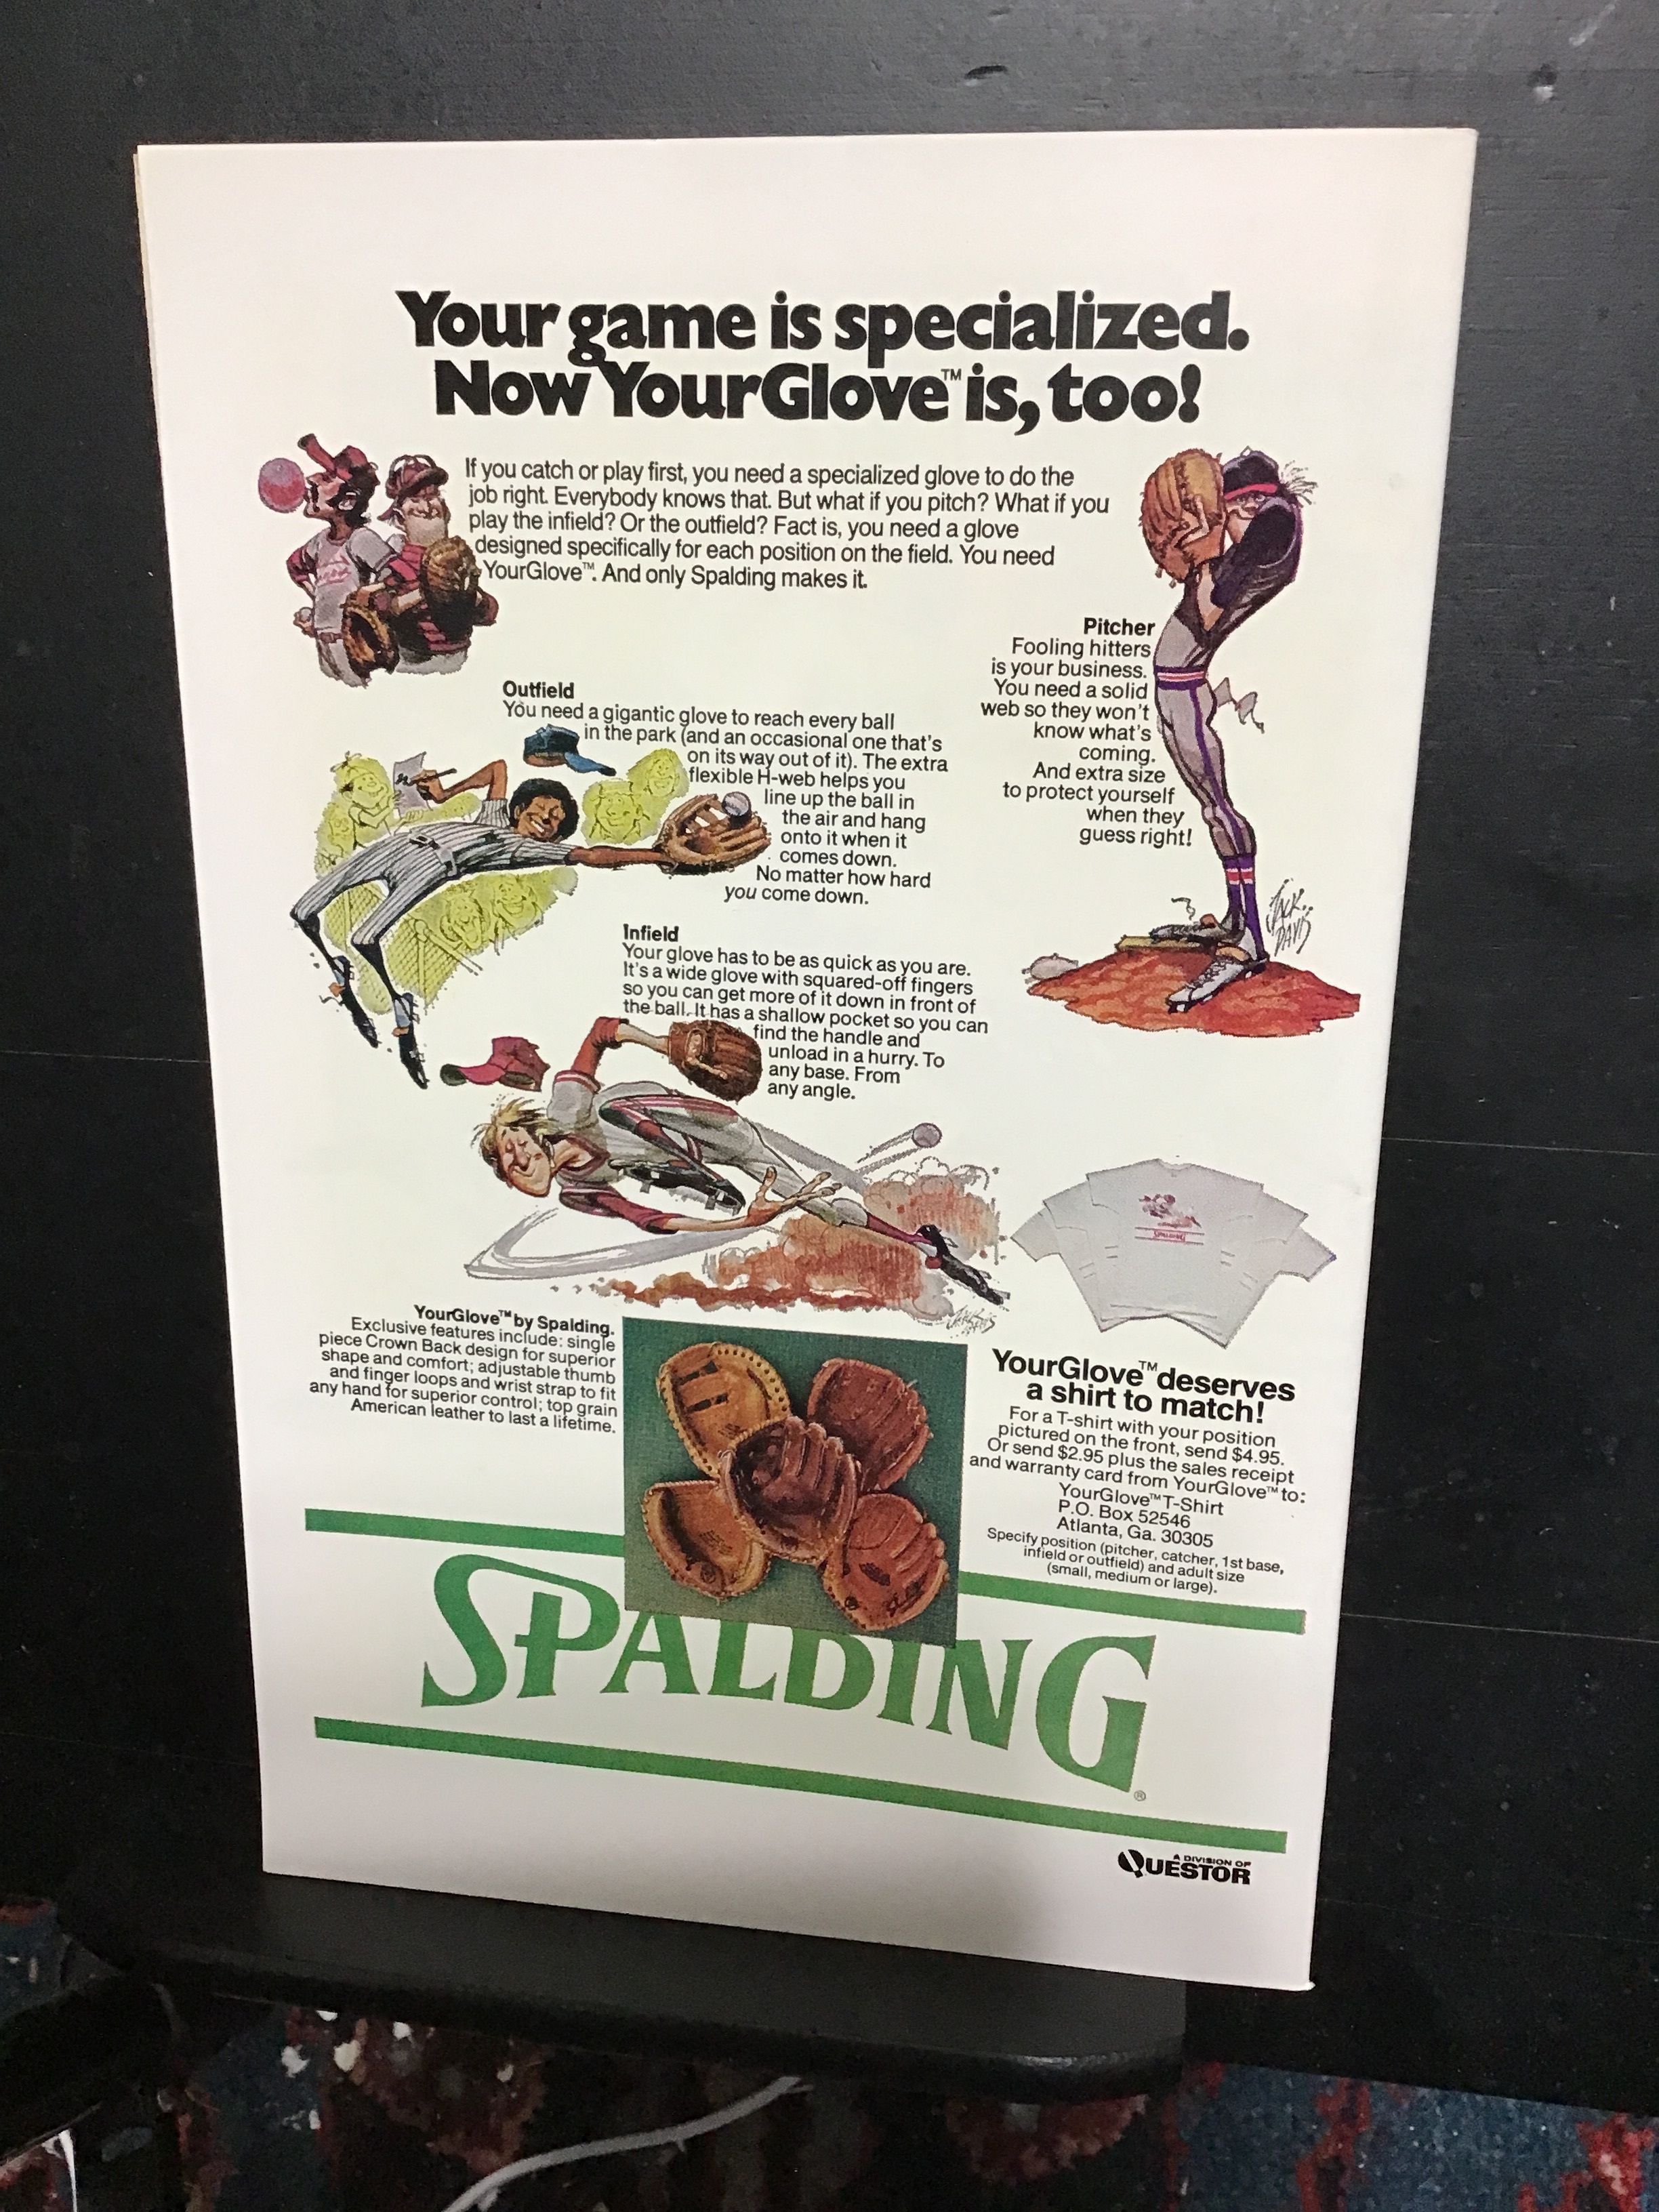 Your game is specialized.
Now YourGlove™ is, too!
If you catch or play first, you need a specialized glove to do the
job right. Everybody knows that. But what if you pitch? What if you
play the infield? Or the outfield? Fact is, you need a glove
designed specifically for each position on the field. You need
YourGlove™. And only Spalding makes it.
Pitcher
Fooling hitters
is your business.
You need a solid
web so they won't
know what's
coming.
And extra size
to protect yourself
when they
guess right!
JACK
DAVIS
Outfield
You need a gigantic glove to reach every ball
in the park (and an occasional one that's
on its way out of it). The extra
flexible H-web helps you
line up the ball in
the air and hang
onto it when it
comes down.
No matter how hard
you come down.
Infield
Your glove has to be as quick as you are.
It's a wide glove with squared-off fingers
so you can get more of it down in front of
the ball. It has a shallow pocket so you can
find the handle and
unload in a hurry. To
any base. From
any angle.
JACK
DAVIS
SPALDING
YourGlove™ by Spalding.
Exclusive features include: single
piece Crown Back design for superior
shape and comfort; adjustable thumb
and finger loops and wrist strap to fit
any hand for superior control; top grain
American leather to last a lifetime.
YourGlove™ deserves
a shirt to match!
For a T-shirt with your position
pictured on the front, send $4.95.
Or send $2.95 plus the sales receipt
and warranty card from YourGlove™ to:
YourGlove™ T-Shirt
P.O. Box 52546
Atlanta, Ga. 30305
Specify position (pitcher, catcher, 1st base,
infield or outfield) and adult size
(small, medium or large).
SPALDING®
A DIVISION OF
QUESTOR